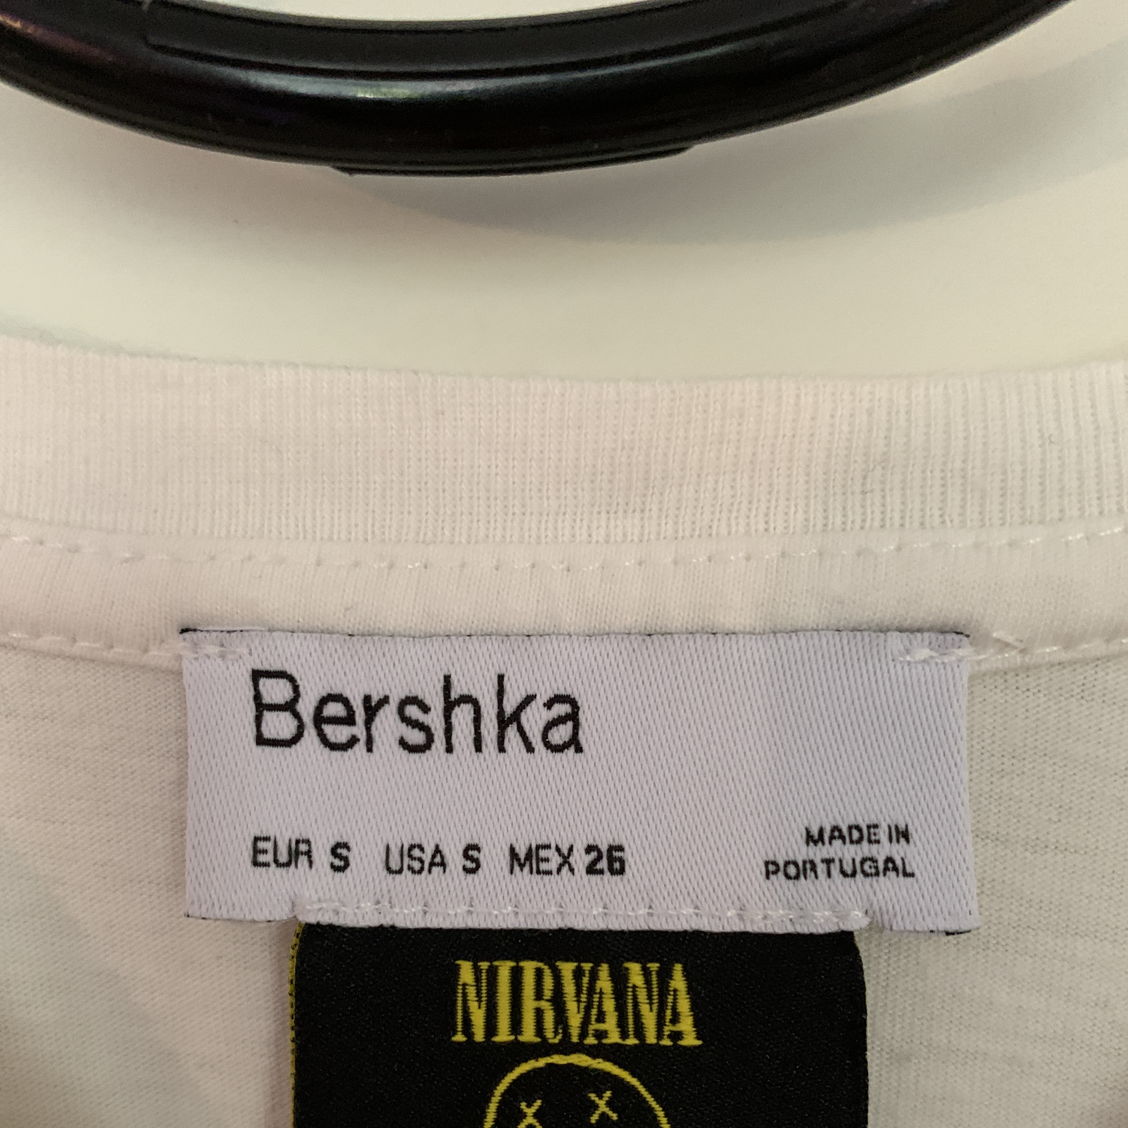 Bershka
EUR S USA S MEX 26
MADE IN
PORTUGAL
NIRVANA